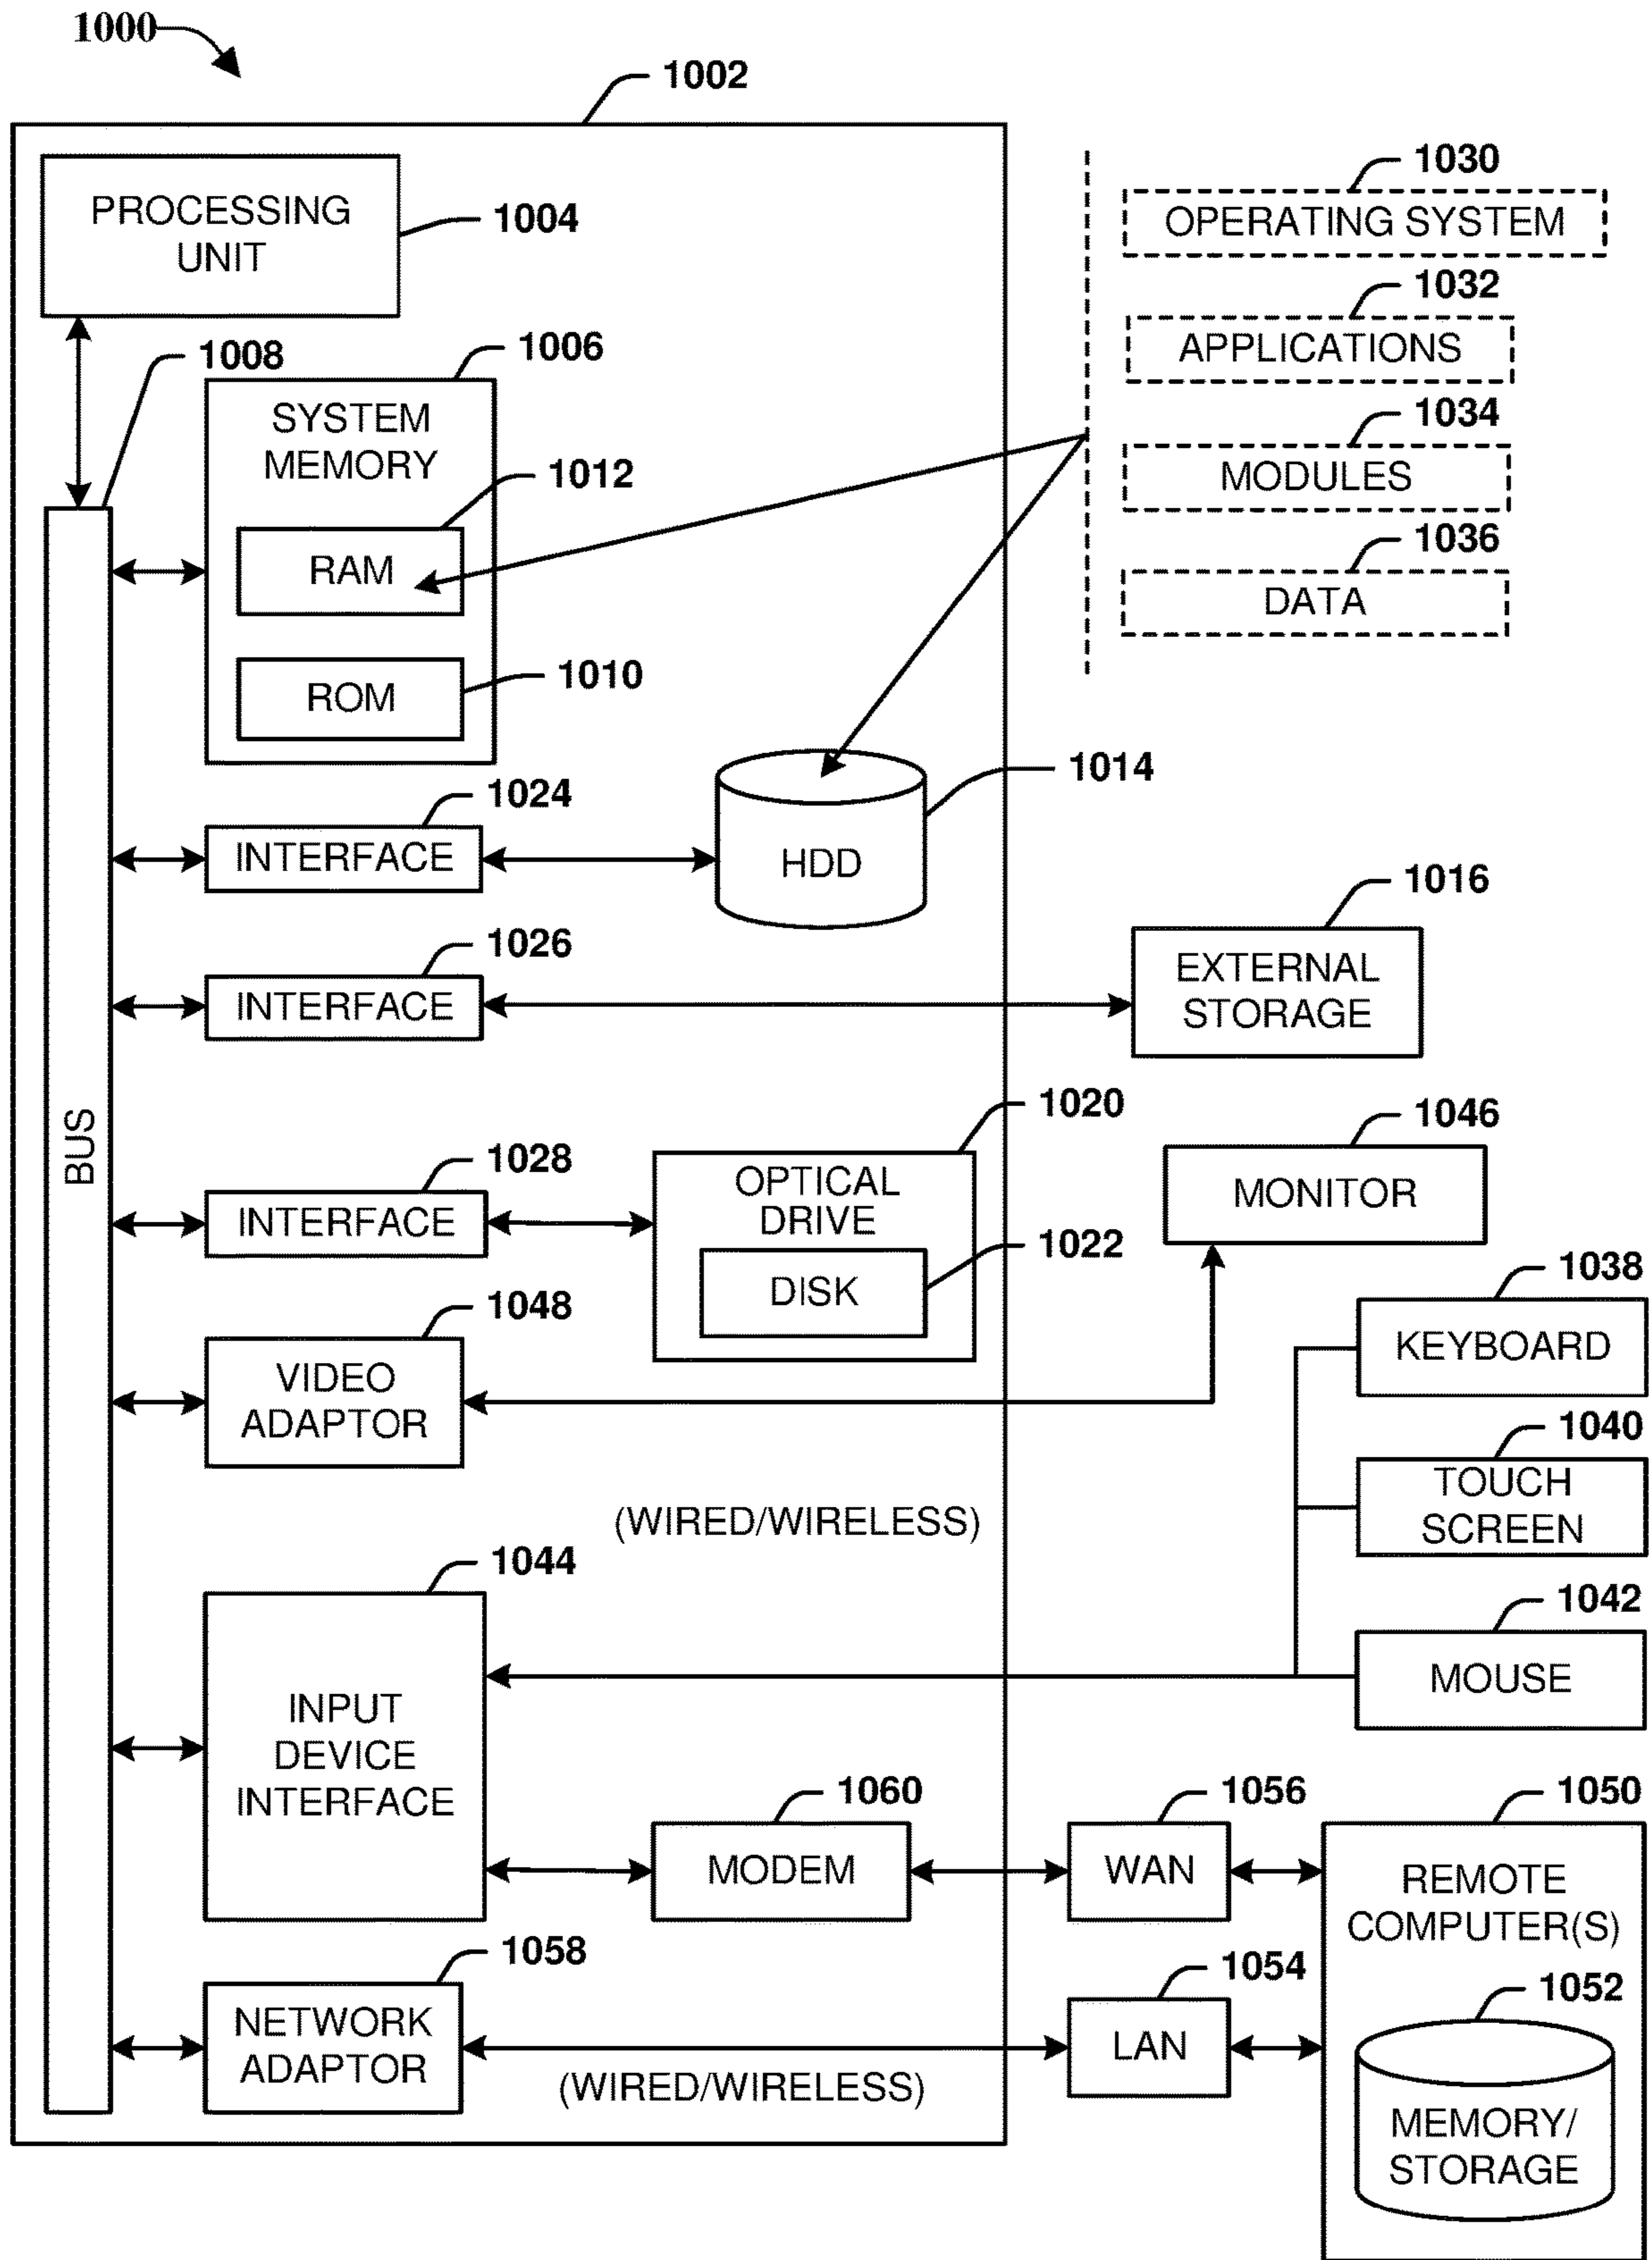 1000
1002
PROCESSING
UNIT
1004
1030
OPERATING SYSTEM
1032
APPLICATIONS
1034
MODULES
1036
DATA
1008
1006
SYSTEM
MEMORY
1012
RAM
1010
ROM
1014
HDD
1024
INTERFACE
1016
EXTERNAL
STORAGE
1026
INTERFACE
BUS
1020
OPTICAL
DRIVE
1022
DISK
1028
INTERFACE
1046
MONITOR
1038
KEYBOARD
1048
VIDEO
ADAPTOR
1040
TOUCH
SCREEN
(WIRED/WIRELESS)
1044
INPUT
DEVICE
INTERFACE
1042
MOUSE
1060
MODEM
1056
WAN
1050
REMOTE
COMPUTER(S)
1058
NETWORK
ADAPTOR
(WIRED/WIRELESS)
1054
LAN
1052
MEMORY/
STORAGE